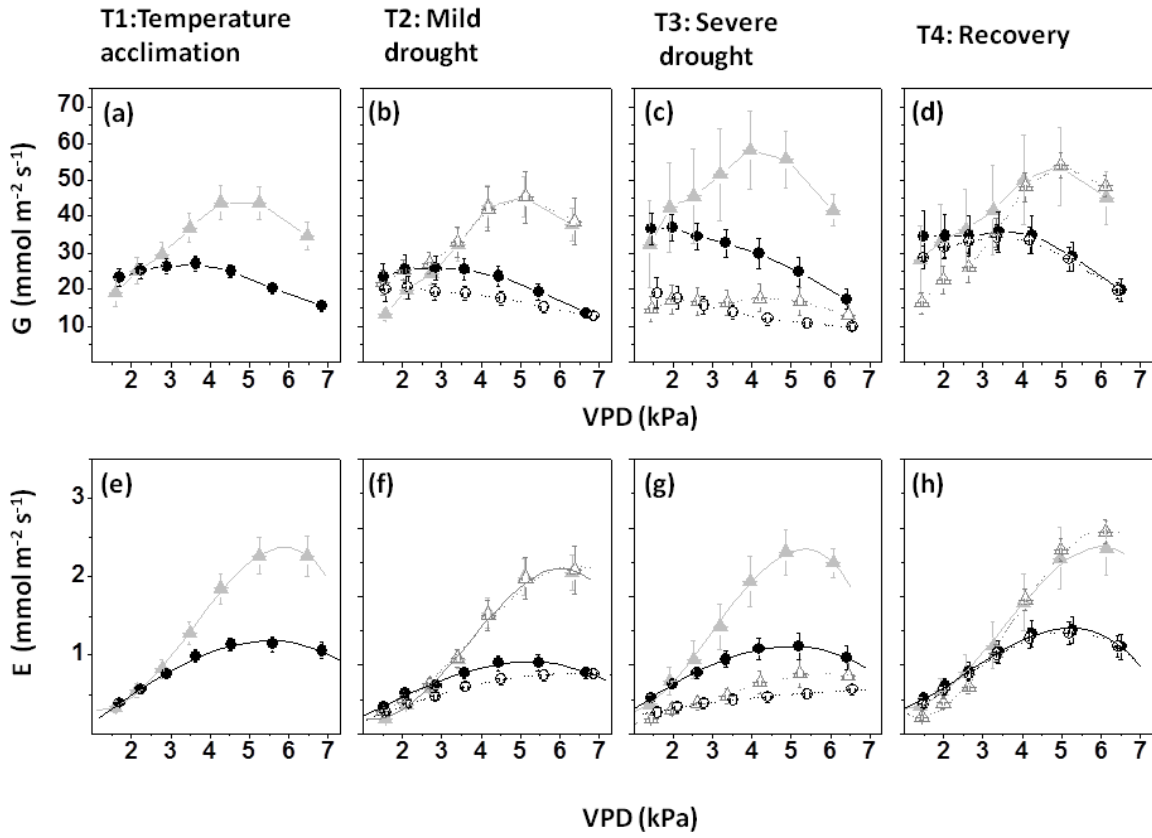 T1:Temperature
acclimation
T2: Mild
drought
T3: Severe
drought
T4: Recovery
(a)
(b)
(c)
(d)
70
60
50
40
30
20
10
G (mmol m⁻² s⁻¹)
2 3 4 5 6 7
2 3 4 5 6 7
2 3 4 5 6 7
2 3 4 5 6 7
VPD (kPa)
(e)
(f)
(g)
(h)
3
2
1
E (mmol m⁻² s⁻¹)
2 3 4 5 6 7
2 3 4 5 6 7
2 3 4 5 6 7
2 3 4 5 6 7
VPD (kPa)